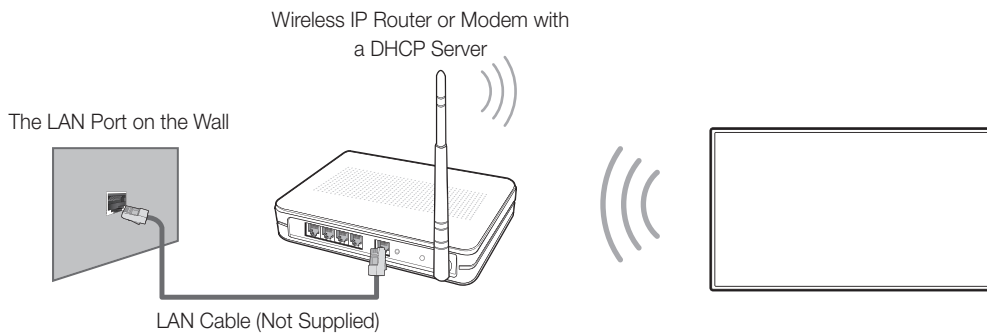 Wireless IP Router or Modem with
a DHCP Server
The LAN Port on the Wall
LAN Cable (Not Supplied)